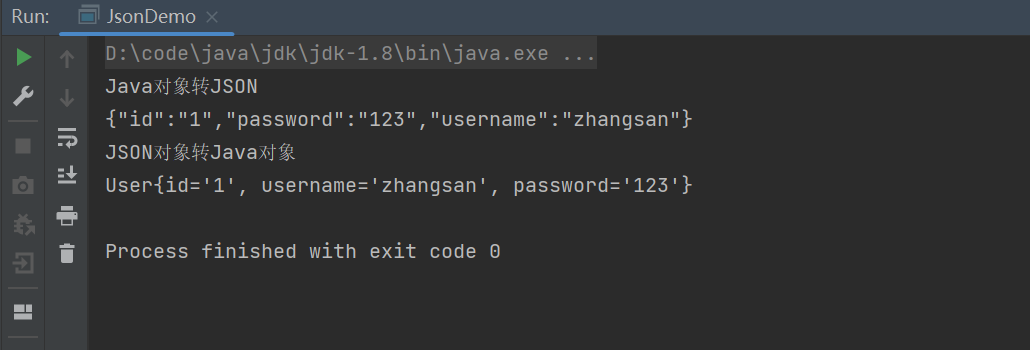 Run: JsonDemo
D:\code\java\jdk\jdk-1.8\bin\java.exe ...
Java对象转JSON
{"id":"1","password":"123","username":"zhangsan"}
JSON对象转Java对象
User{id='1', username='zhangsan', password='123'}
Process finished with exit code 0